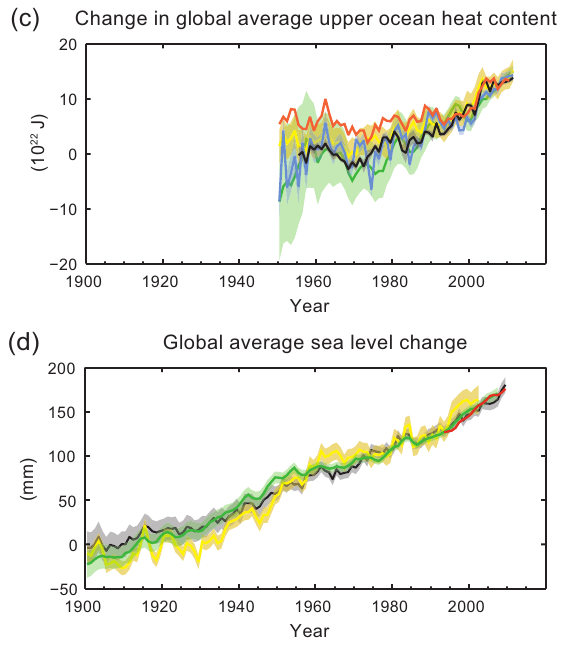 (c) Change in global average upper ocean heat content
20
10
0
−10
−20
(10²² J)
1900 1920 1940 1960 1980 2000
Year
(d) Global average sea level change
200
150
100
50
0
−50
(mm)
1900 1920 1940 1960 1980 2000
Year